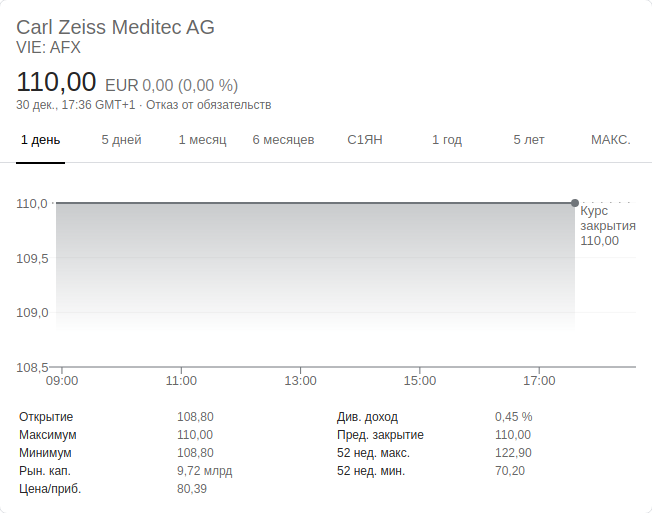 Carl Zeiss Meditec AG
VIE: AFX
110,00 EUR 0,00 (0,00 %)
30 дек., 17:36 GMT+1 · Отказ от обязательств
1 день 5 дней 1 месяц 6 месяцев С1ЯН 1 год 5 лет МАКС.
110,0
Курс
закрытия
110,00
109,5
109,0
108,5
09:00 11:00 13:00 15:00 17:00
Открытие 108,80 Див. доход 0,45 %
Максимум 110,00 Пред. закрытие 110,00
Минимум 108,80 52 нед. макс. 122,90
Рын. кап. 9,72 млрд 52 нед. мин. 70,20
Цена/приб. 80,39